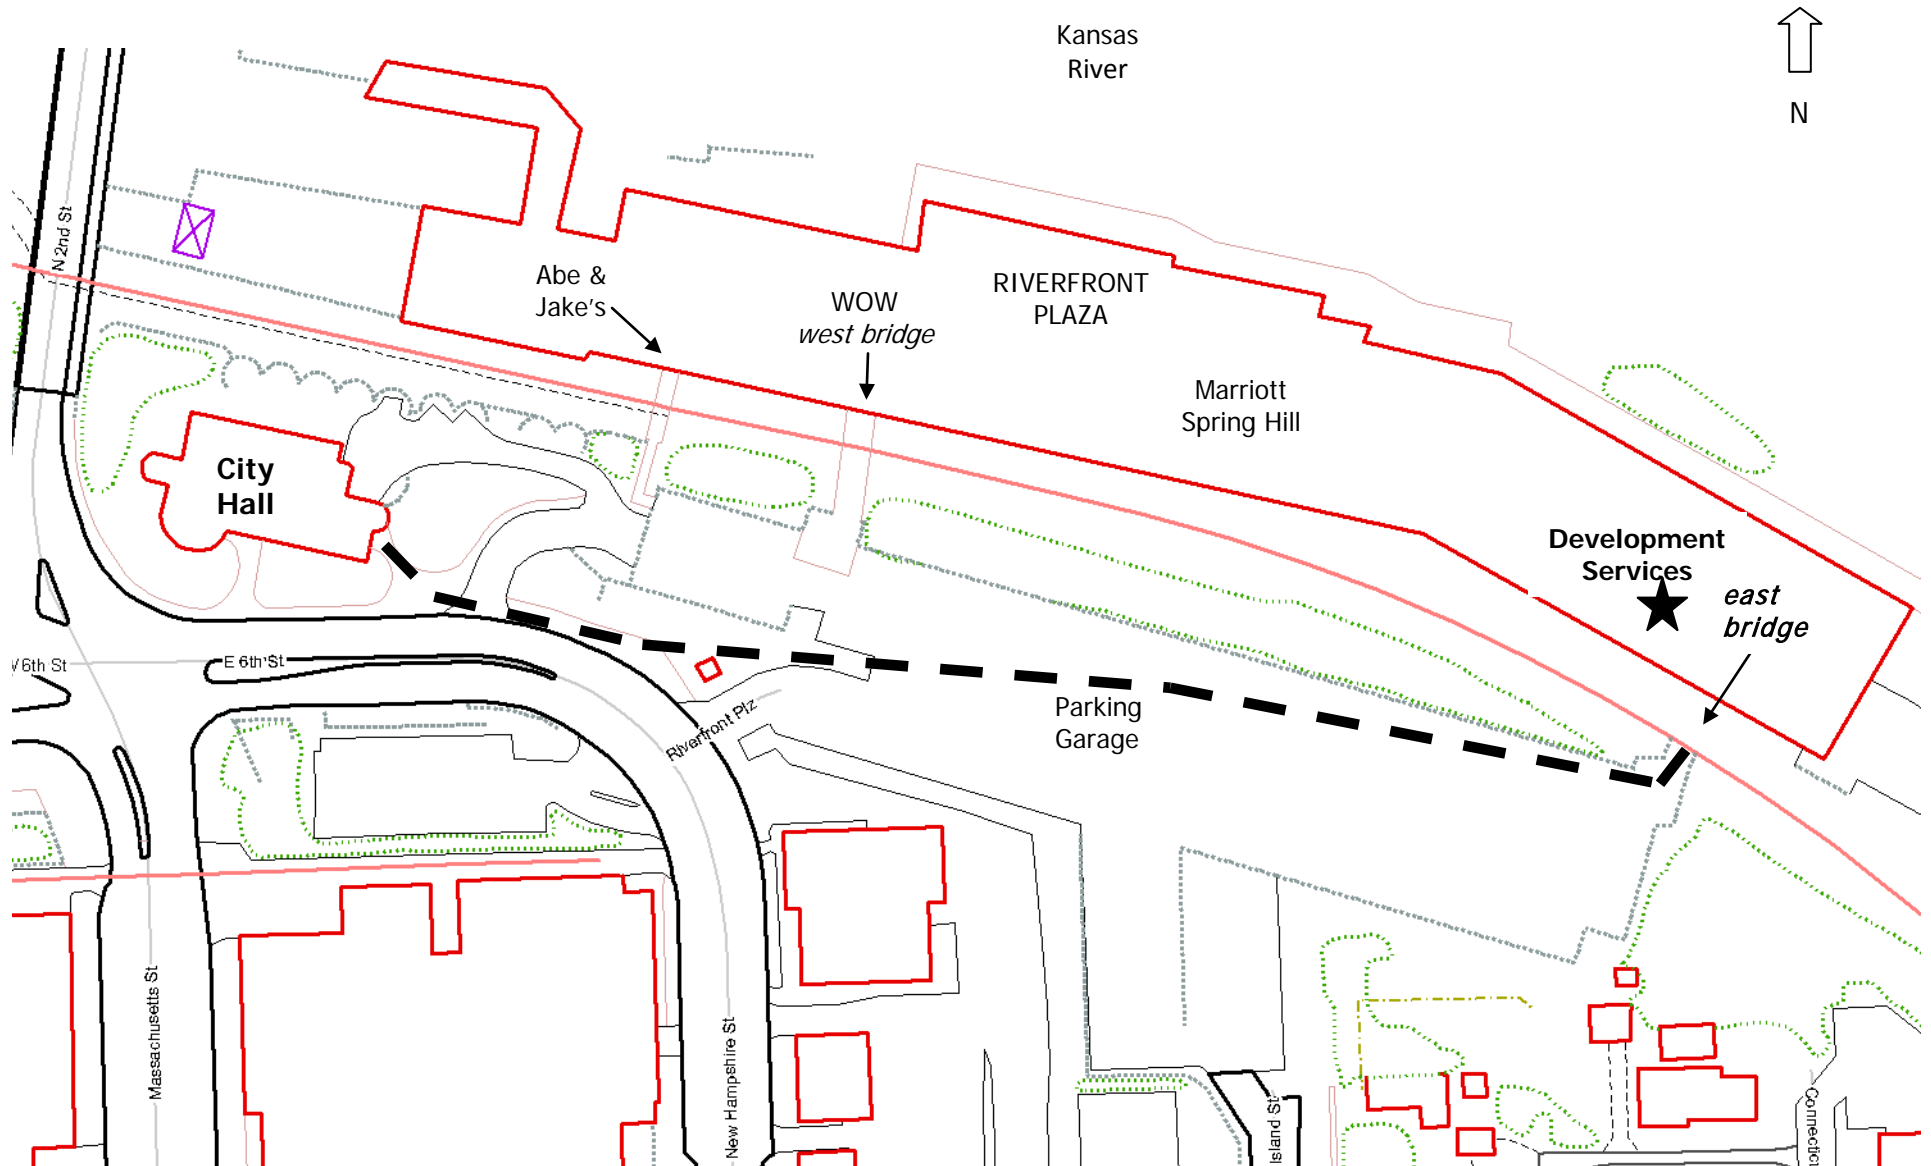 Kansas
River
N
N 2nd St
Abe &
Jake's
WOW
west bridge
RIVERFRONT
PLAZA
Marriott
Spring Hill
City
Hall
Development
Services
east
bridge
6th St
E 6th St
Riverfront Plz
Parking
Garage
Massachusetts St
New Hampshire St
Island St
Connecticu